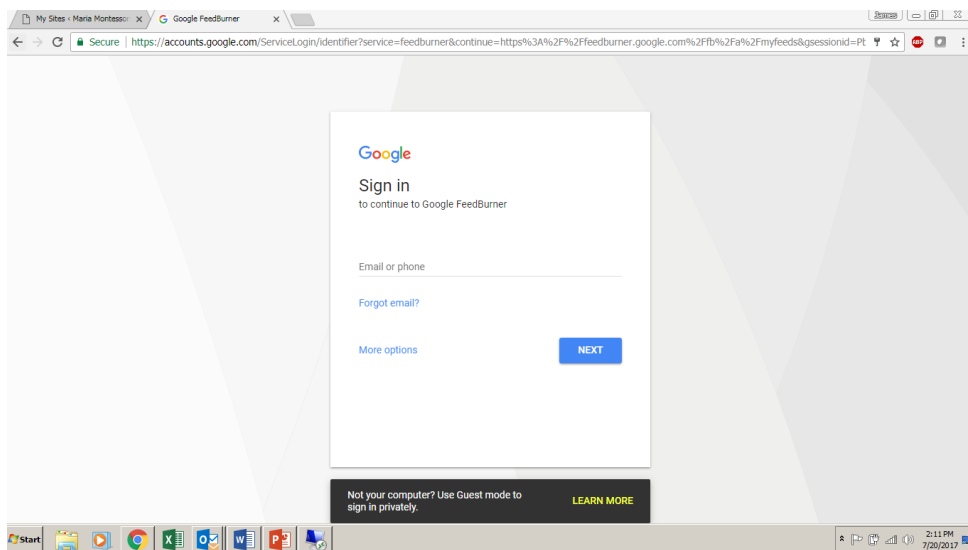 My Sites ‹ Maria Montesso
Google FeedBurner
James
Secure
https://accounts.google.com/ServiceLogin/identifier?service=feedburner&continue=https%3A%2F%2Ffeedburner.google.com%2Ffb%2Fa%2Fmyfeeds&gsessionid=Pt
ABP
Google
Sign in
to continue to Google FeedBurner
Email or phone
Forgot email?
More options
NEXT
Not your computer? Use Guest mode to
sign in privately.
LEARN MORE
Start
2:11 PM
7/20/2017